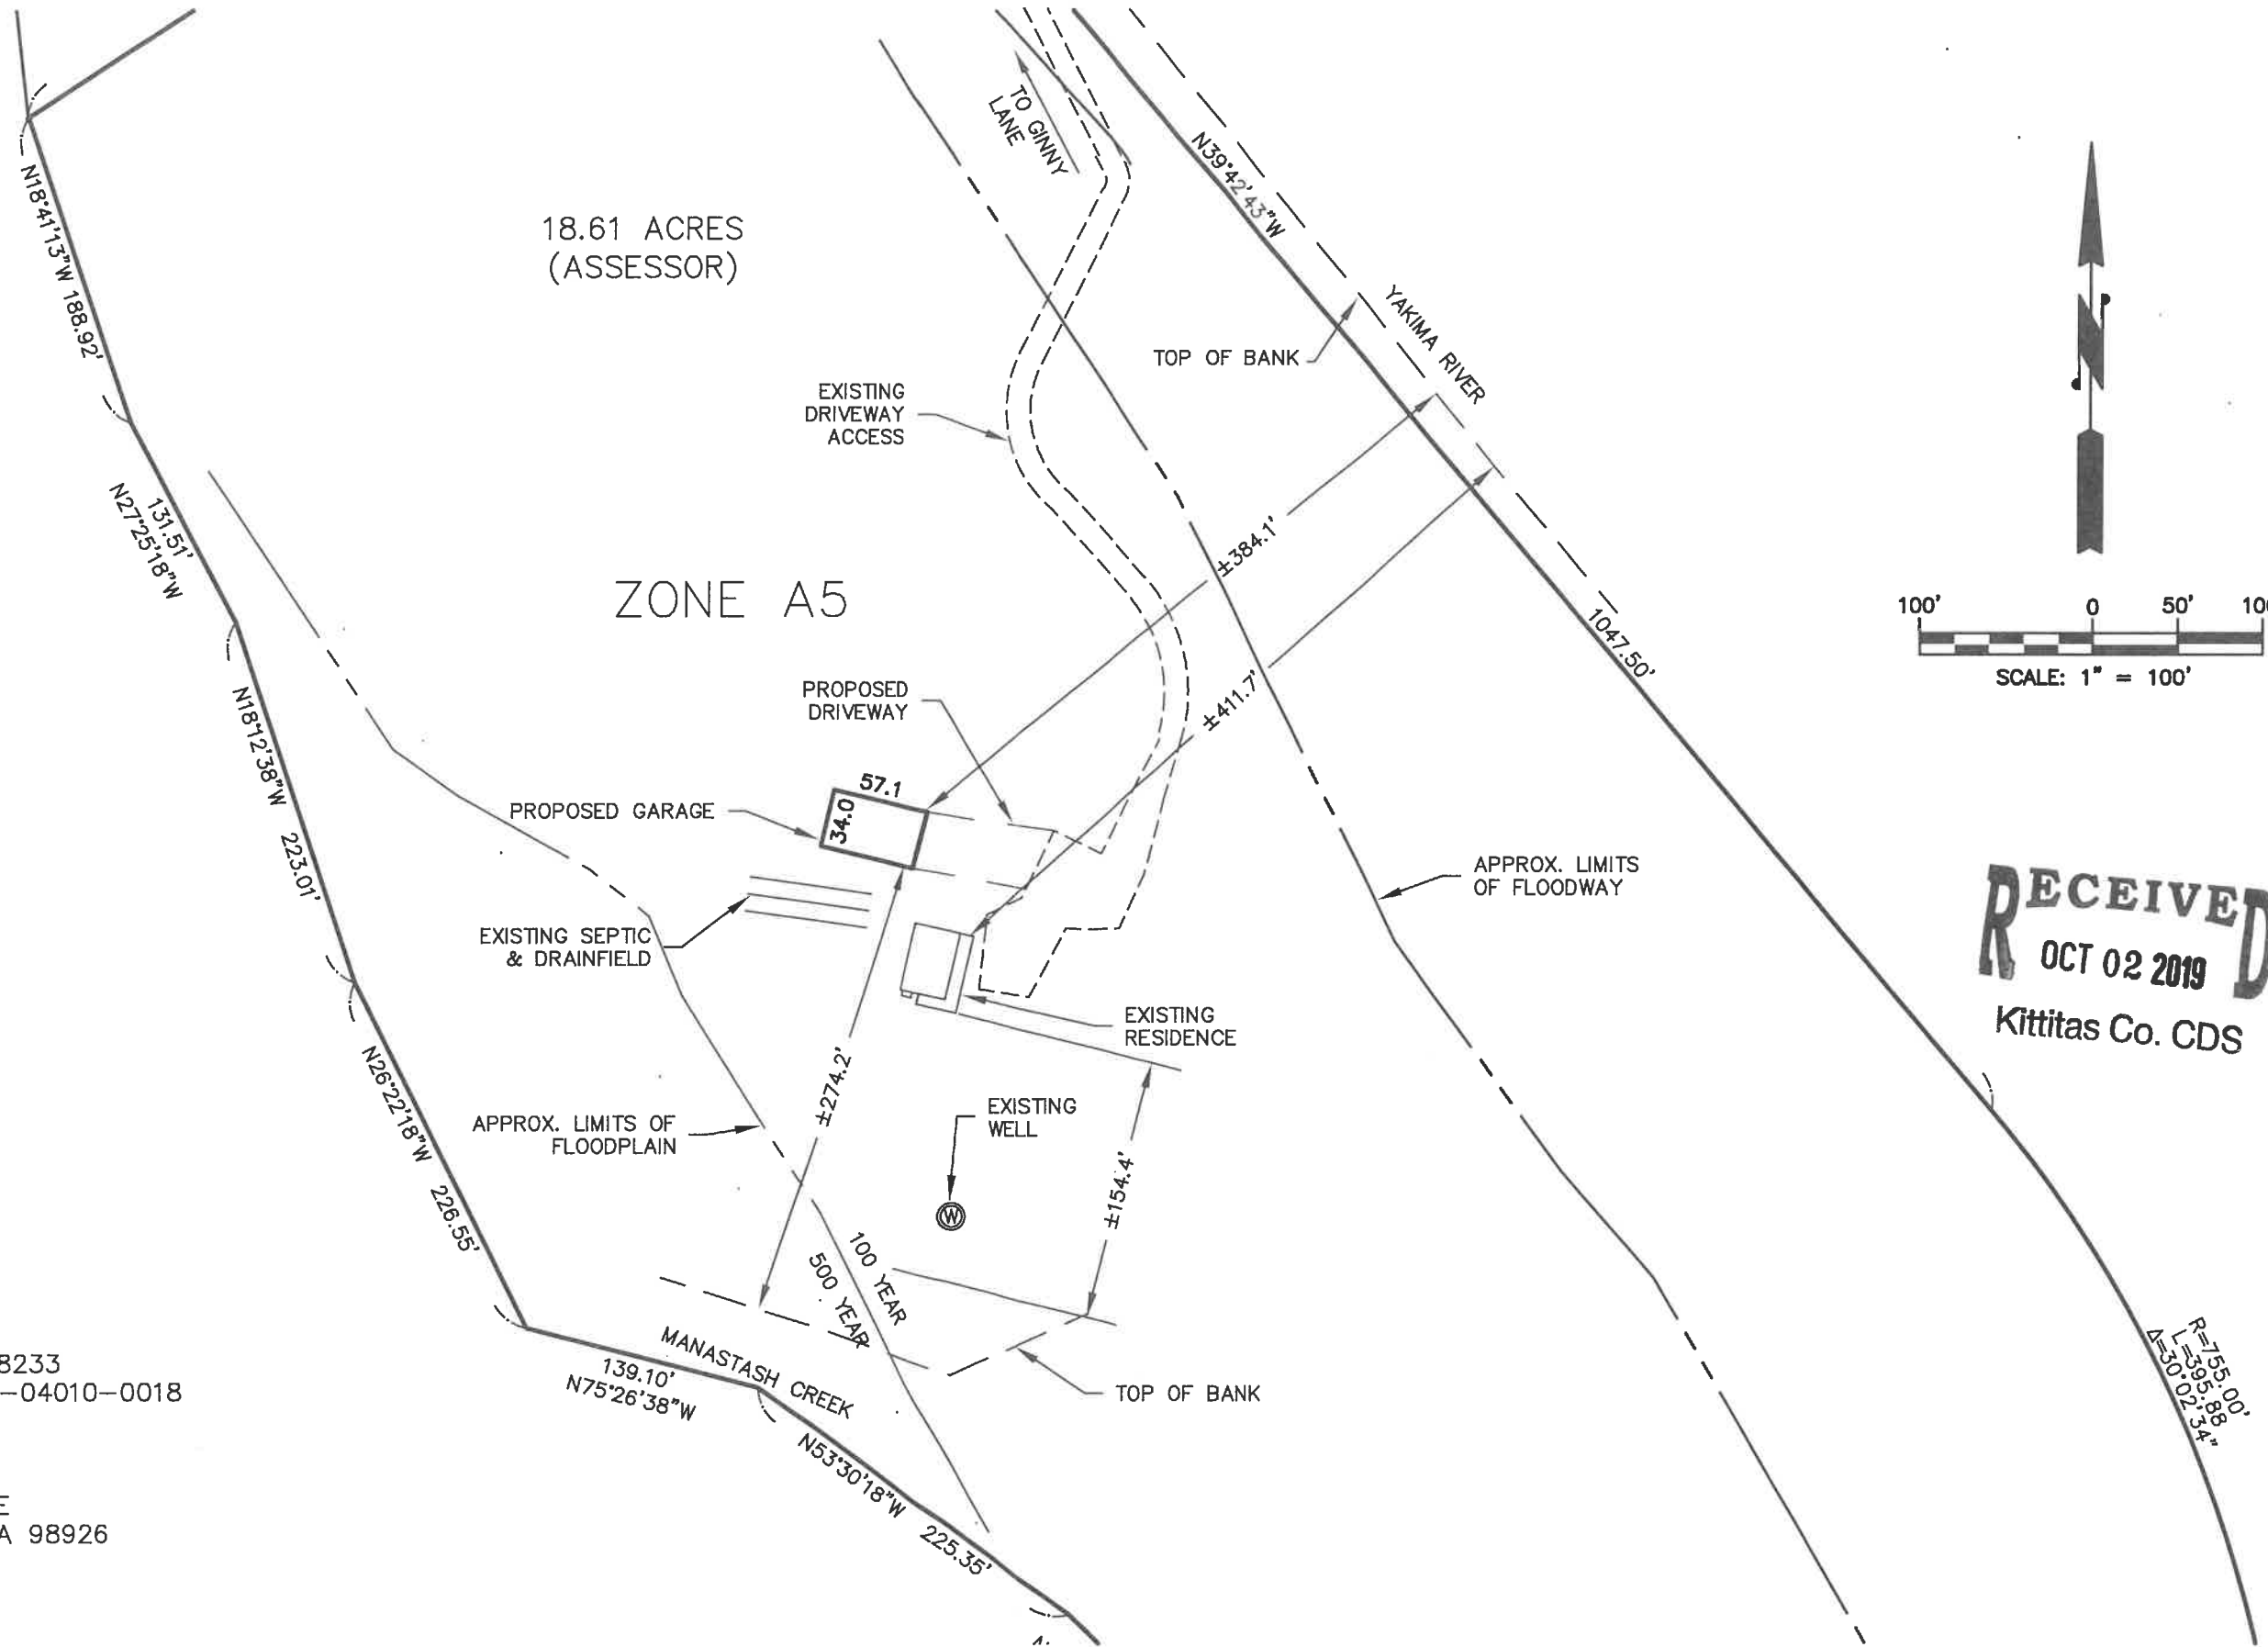 TO GINNY
LANE
N39°42'43"W
N18°41'13"W 188.92'
18.61 ACRES
(ASSESSOR)
YAKIMA RIVER
TOP OF BANK
EXISTING
DRIVEWAY
ACCESS
131.51'
N27°25'18"W
±384.1'
ZONE A5
100' 0 50'
SCALE: 1" = 100'
1047.50'
±411.7'
PROPOSED
DRIVEWAY
N18°12'38"W 223.01'
57.1
34.0
PROPOSED GARAGE
APPROX. LIMITS
OF FLOODWAY
RECEIVED
OCT 02 2019
Kittitas Co. CDS
EXISTING SEPTIC
& DRAINFIELD
EXISTING
RESIDENCE
±274.2'
N26°22'18"W 226.55'
APPROX. LIMITS OF
FLOODPLAIN
EXISTING
WELL
W
±154.4'
100 YEAR
500 YEAR
MANASTASH CREEK
139.10'
N75°26'38"W
TOP OF BANK
R=755.00'
L=395.88
Δ=30°02'34"
8233
-04010-0018
N53°30'18"W 225.35'
E
A 98926